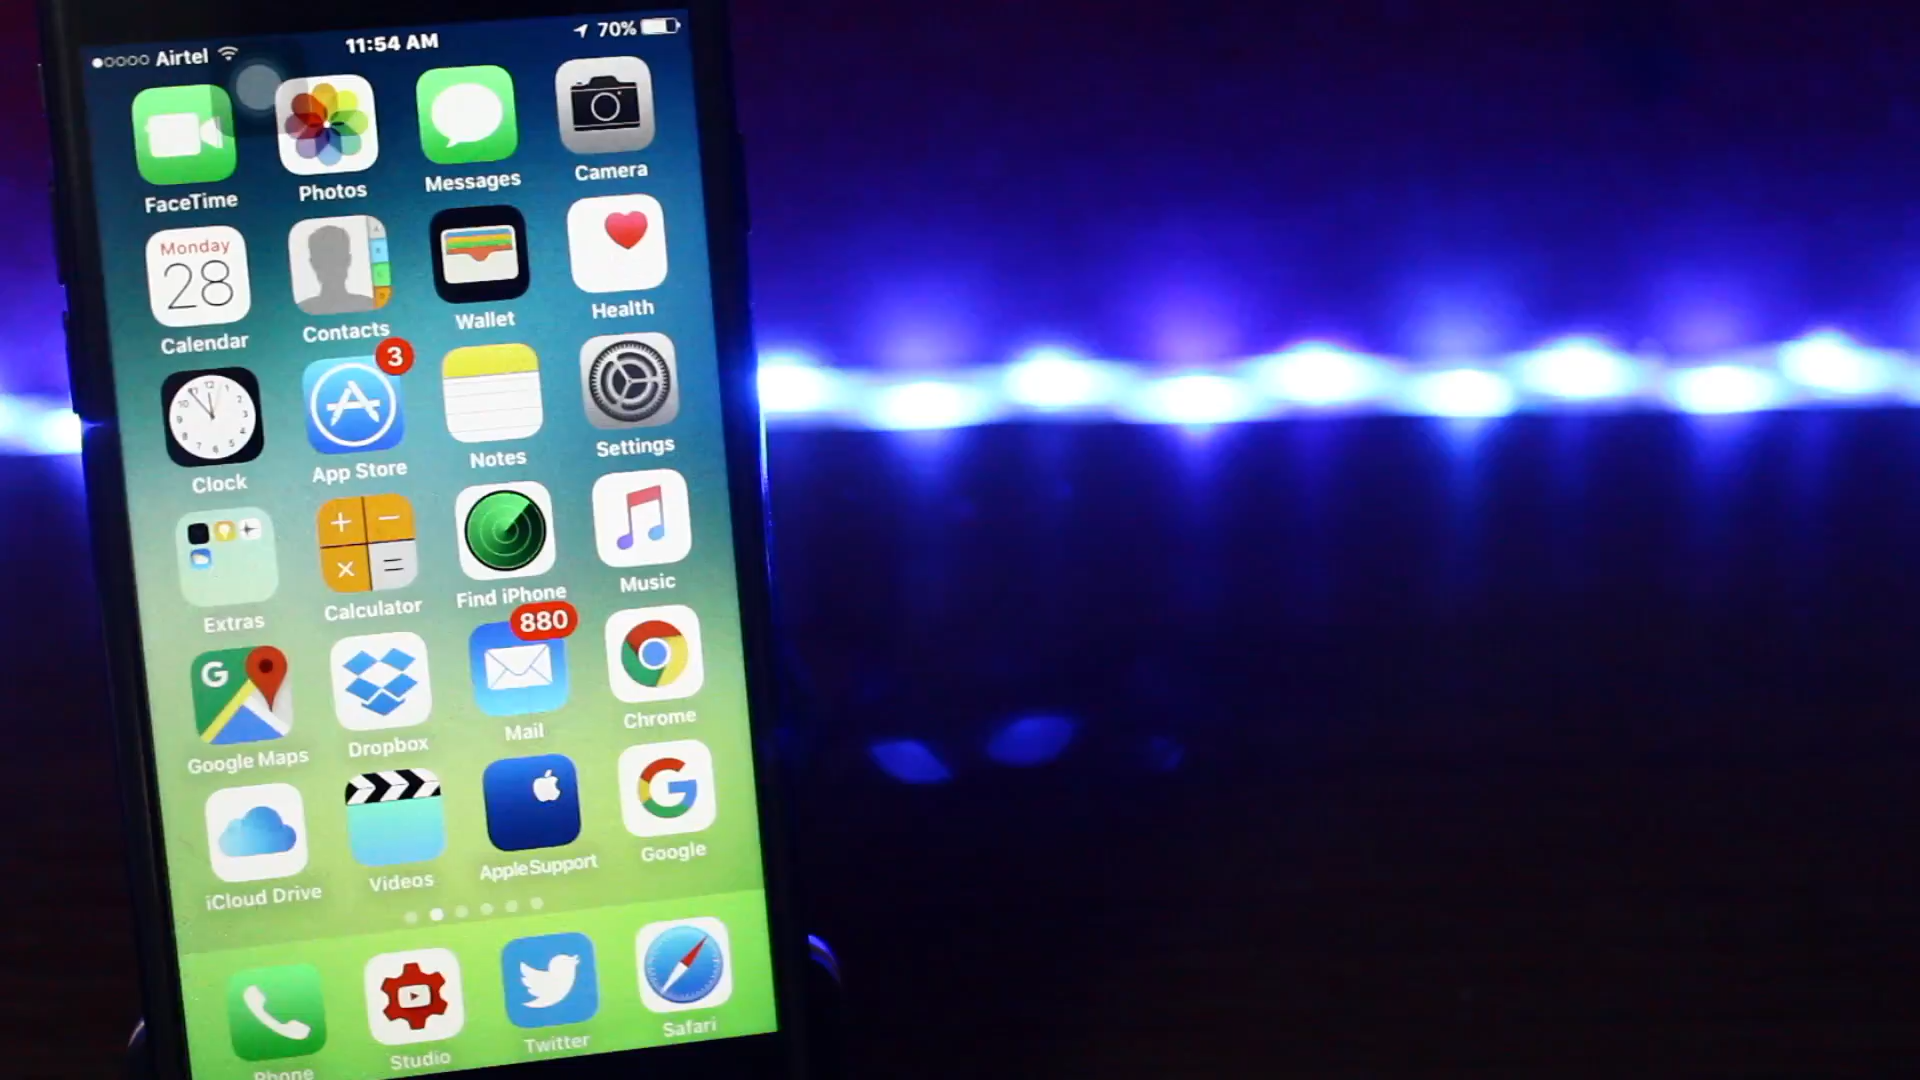 Airtel 11:54 AM 70%
FaceTime Photos Messages Camera
Monday
28
Calendar Contacts Wallet Health
3
Clock App Store Notes Settings
Extras Calculator Find iPhone Music
880
G
Google Maps Dropbox Mail Chrome
iCloud Drive Videos Apple Support Google
Phone Studio Twitter Safari